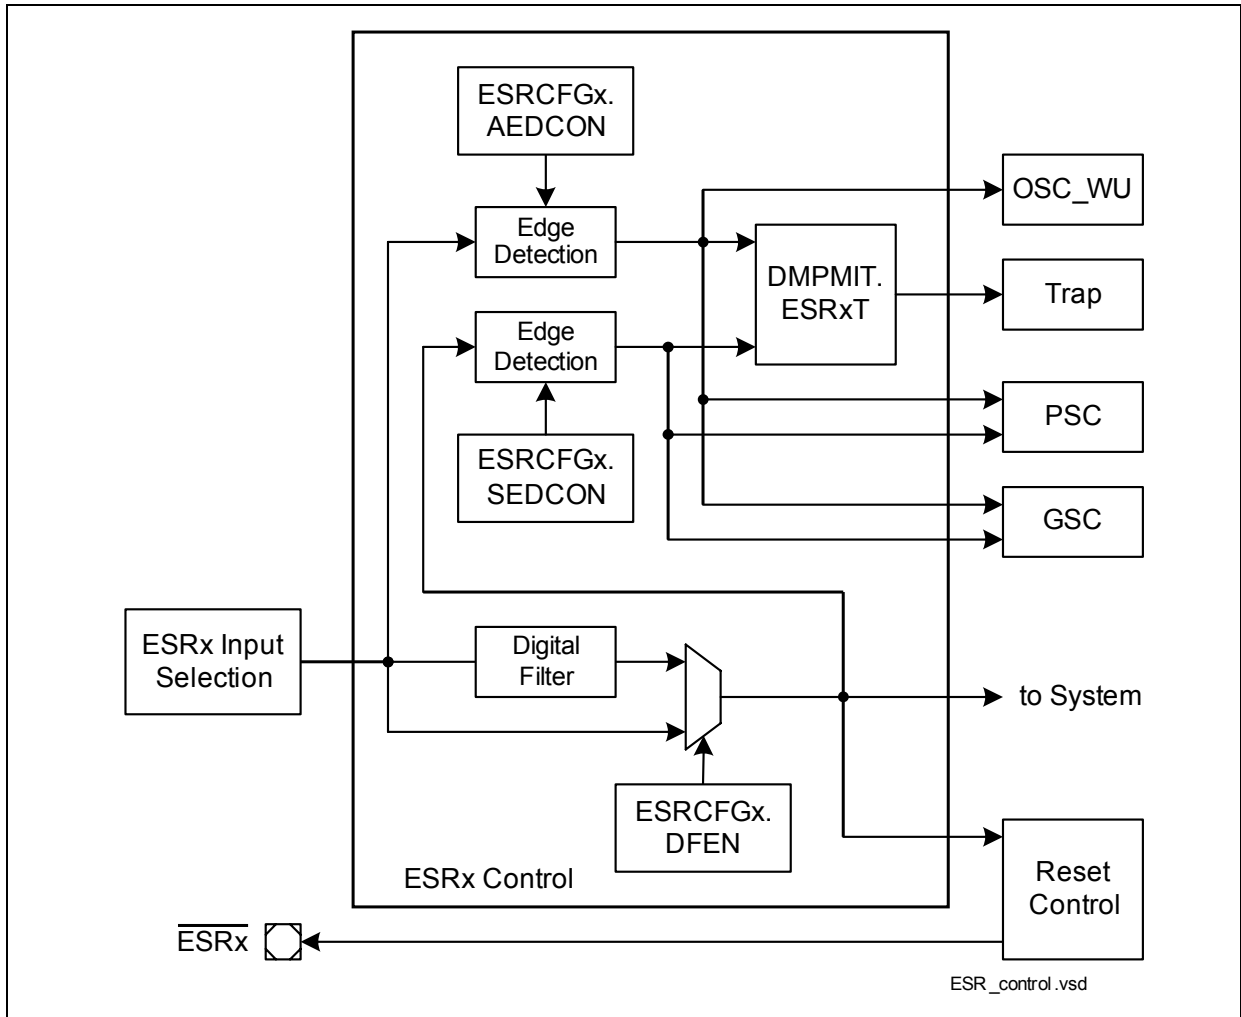 ESRCFGx.
AEDCON
Edge
Detection
OSC_WU
DMPMIT.
ESRxT
Trap
Edge
Detection
PSC
ESRCFGx.
SEDCON
GSC
ESRx Input
Selection
Digital
Filter
to System
ESRCFGx.
DFEN
ESRx Control
Reset
Control
ESRx
ESR_control.vsd